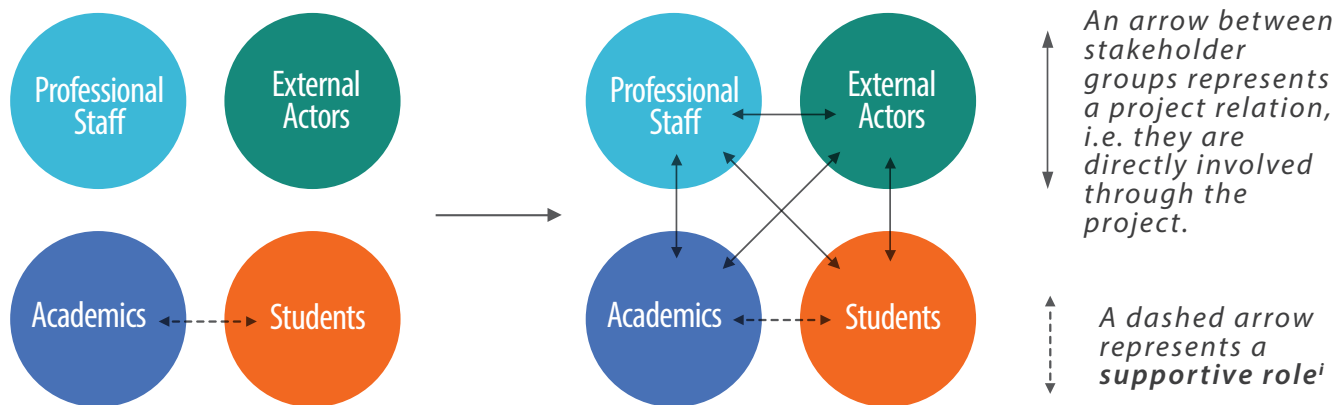 Professional
Staff
External
Actors
Academics
Students
Professional
Staff
External
Actors
Academics
Students
An arrow between
stakeholder
groups represents
a project relation,
i.e. they are
directly involved
through the
project.
A dashed arrow
represents a
supportive roleⁱ